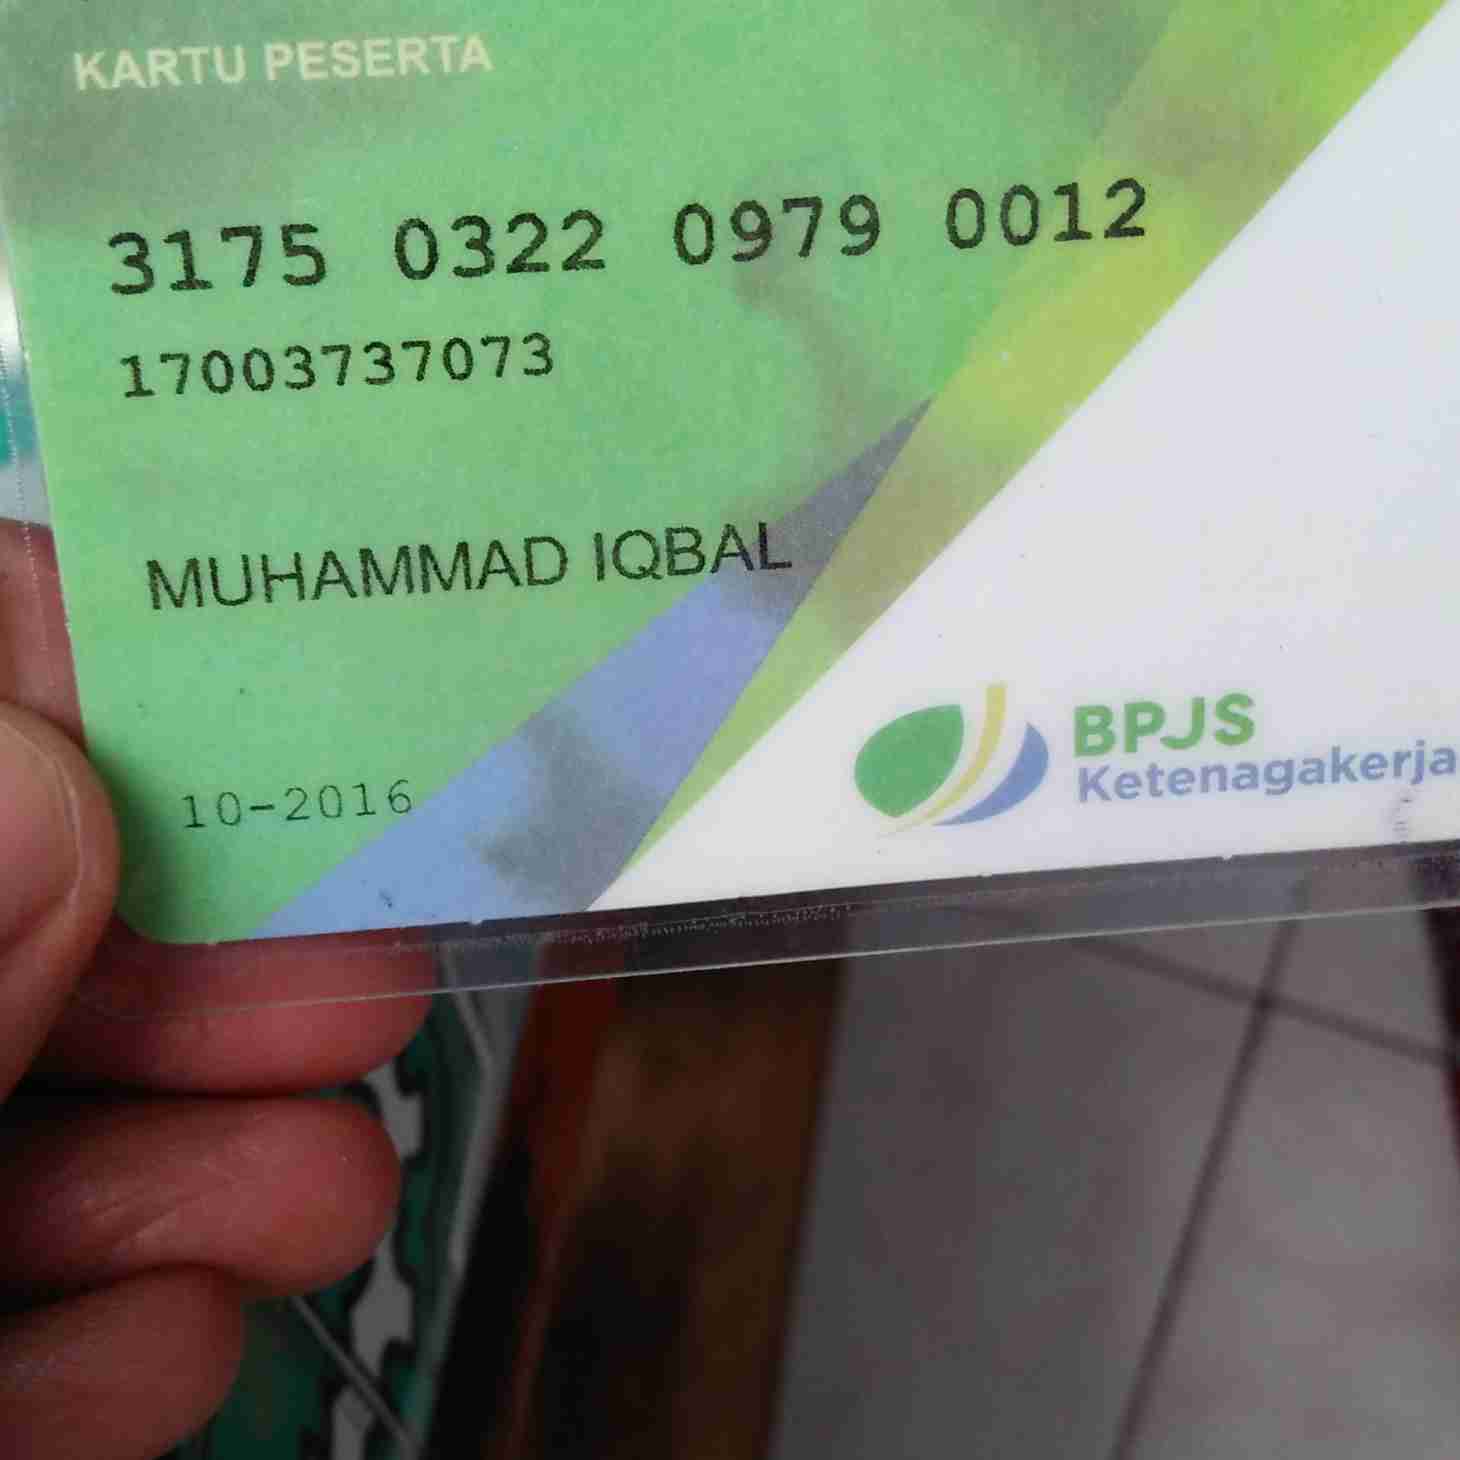 KARTU PESERTA
3175 0322 0979 0012
17003737073
MUHAMMAD IQBAL
10-2016
BPJS
Ketenagakerja